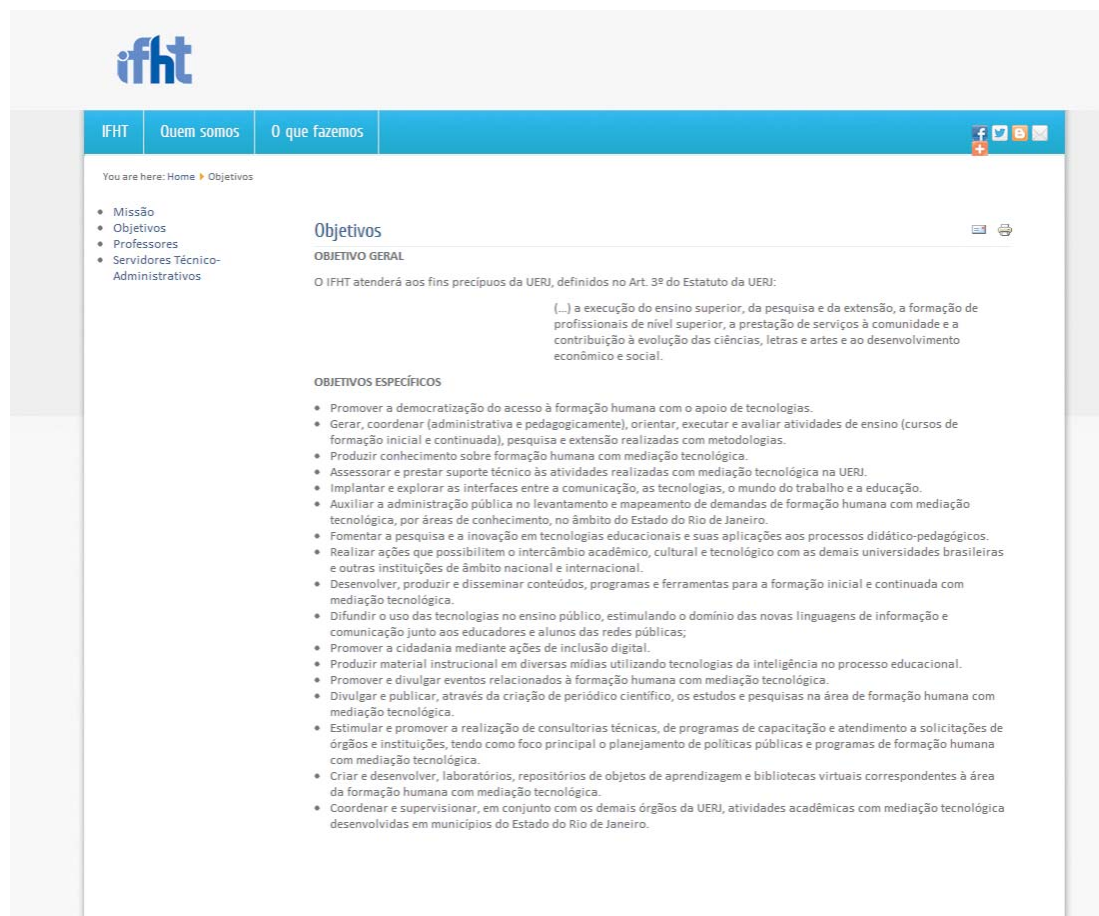 ifht
IFHT
Quem somos
O que fazemos
You are here: Home Objetivos
Missão
Objetivos
Professores
Servidores Técnico-
Administrativos
Objetivos
OBJETIVO GERAL
O IFHT atenderá aos fins precípuos da UERJ, definidos no Art. 3º do Estatuto da UERJ:
(...) a execução do ensino superior, da pesquisa e da extensão, a formação de
profissionais de nível superior, a prestação de serviços à comunidade e a
contribuição à evolução das ciências, letras e artes e ao desenvolvimento
econômico e social.
OBJETIVOS ESPECÍFICOS
Promover a democratização do acesso à formação humana com o apoio de tecnologias.
Gerar, coordenar (administrativa e pedagogicamente), orientar, executar e avaliar atividades de ensino (cursos de
formação inicial e continuada), pesquisa e extensão realizadas com metodologias.
Produzir conhecimento sobre formação humana com mediação tecnológica.
Assessorar e prestar suporte técnico às atividades realizadas com mediação tecnológica na UERJ.
Implantar e explorar as interfaces entre a comunicação, as tecnologias, o mundo do trabalho e a educação.
Auxiliar a administração pública no levantamento e mapeamento de demandas de formação humana com mediação
tecnológica, por áreas de conhecimento, no âmbito do Estado do Rio de Janeiro.
Fomentar a pesquisa e a inovação em tecnologias educacionais e suas aplicações aos processos didático-pedagógicos.
Realizar ações que possibilitem o intercâmbio acadêmico, cultural e tecnológico com as demais universidades brasileiras
e outras instituições de âmbito nacional e internacional.
Desenvolver, produzir e disseminar conteúdos, programas e ferramentas para a formação inicial e continuada com
mediação tecnológica.
Difundir o uso das tecnologias no ensino público, estimulando o domínio das novas linguagens de informação e
comunicação junto aos educadores e alunos das redes públicas;
Promover a cidadania mediante ações de inclusão digital.
Produzir material instrucional em diversas mídias utilizando tecnologias da inteligência no processo educacional.
Promover e divulgar eventos relacionados à formação humana com mediação tecnológica.
Divulgar e publicar, através da criação de periódico científico, os estudos e pesquisas na área de formação humana com
mediação tecnológica.
Estimular e promover a realização de consultorias técnicas, de programas de capacitação e atendimento a solicitações de
órgãos e instituições, tendo como foco principal o planejamento de políticas públicas e programas de formação humana
com mediação tecnológica.
Criar e desenvolver, laboratórios, repositórios de objetos de aprendizagem e bibliotecas virtuais correspondentes à área
da formação humana com mediação tecnológica.
Coordenar e supervisionar, em conjunto com os demais órgãos da UERJ, atividades acadêmicas com mediação tecnológica
desenvolvidas em municípios do Estado do Rio de Janeiro.